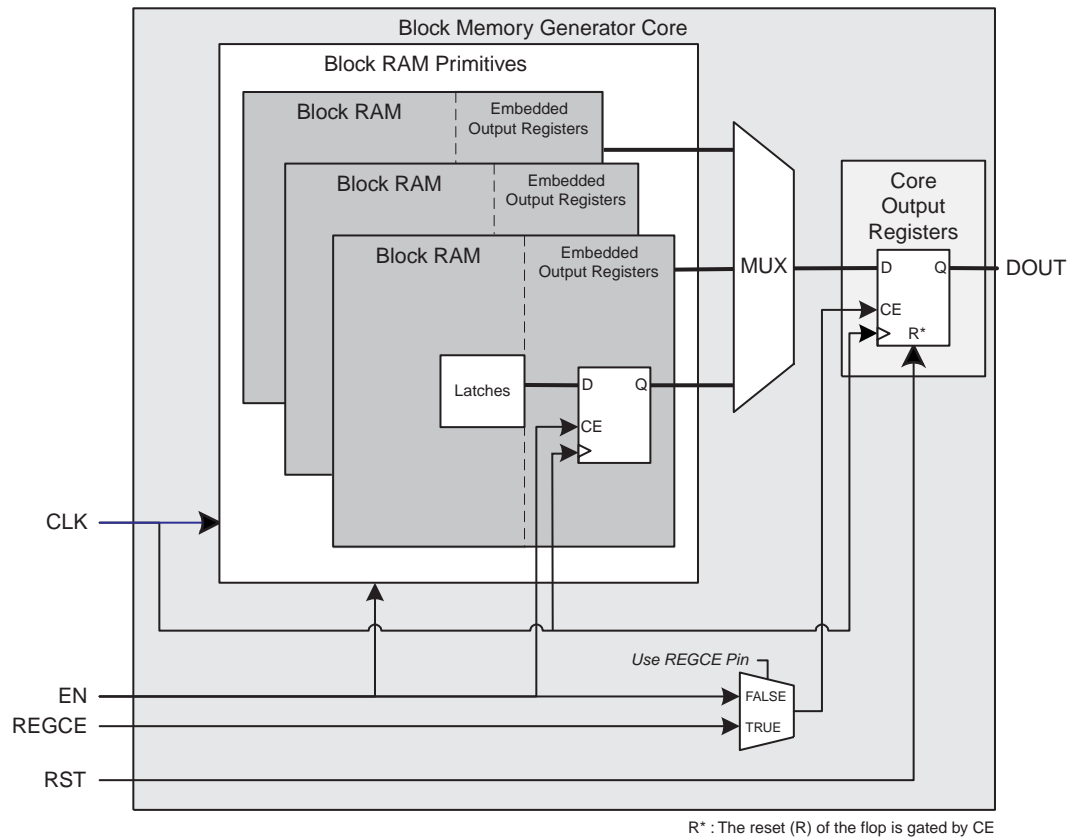 Block Memory Generator Core
Block RAM Primitives
Block RAM
Embedded
Output Registers
Block RAM
Embedded
Output Registers
Block RAM
Embedded
Output Registers
Latches
D
Q
CE
MUX
Core
Output
Registers
D
Q
CE
R*
DOUT
CLK
Use REGCE Pin
EN
FALSE
REGCE
TRUE
RST
R* : The reset (R) of the flop is gated by CE